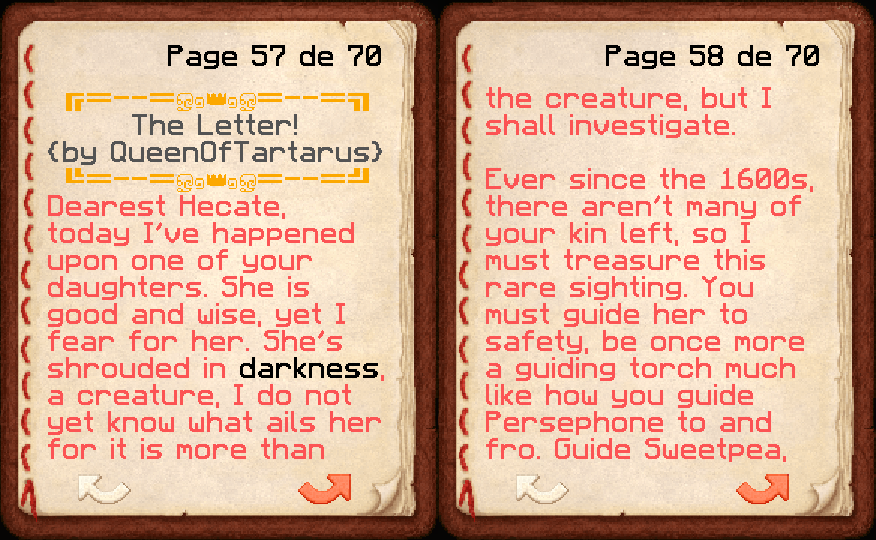 Page 57 de 70
The Letter!
{by QueenOfTartarus}
Dearest Hecate,
today I've happened
upon one of your
daughters. She is
good and wise, yet I
fear for her. She's
shrouded in darkness,
a creature, I do not
yet know what ails her
for it is more than
Page 58 de 70
the creature, but I
shall investigate.
Ever since the 1600s,
there aren't many of
your kin left, so I
must treasure this
rare sighting. You
must guide her to
safety, be once more
a guiding torch much
like how you guide
Persephone to and
fro. Guide Sweetpea,